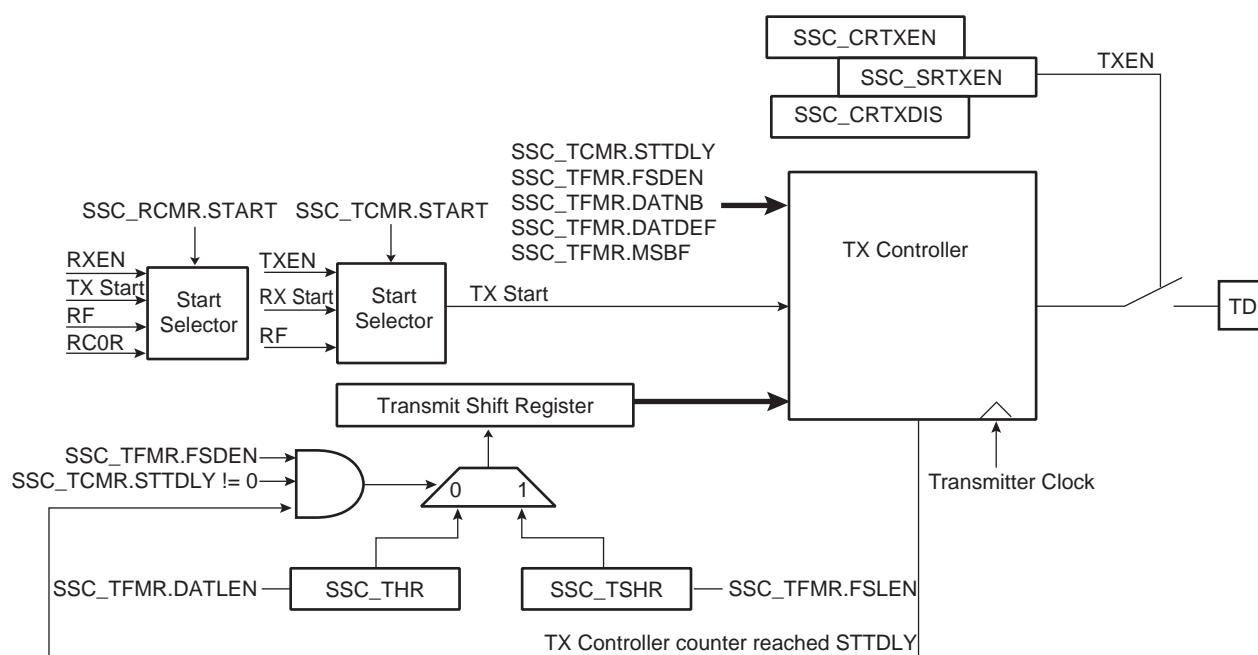 SSC_CRTXEN
SSC_SRTXEN
TXEN
SSC_CRTXDIS
SSC_TCMR.STTDLY
SSC_TFMR.FSDEN
SSC_TFMR.DATNB
SSC_TFMR.DATDEF
SSC_TFMR.MSBF
SSC_RCMR.START
SSC_TCMR.START
TX Controller
RXEN
TX Start
RF
RC0R
Start
Selector
TXEN
RX Start
RF
Start
Selector
TX Start
TD
Transmit Shift Register
SSC_TFMR.FSDEN
SSC_TCMR.STTDLY != 0
0
1
Transmitter Clock
SSC_TFMR.DATLEN
SSC_THR
SSC_TSHR
SSC_TFMR.FSLEN
TX Controller counter reached STTDLY